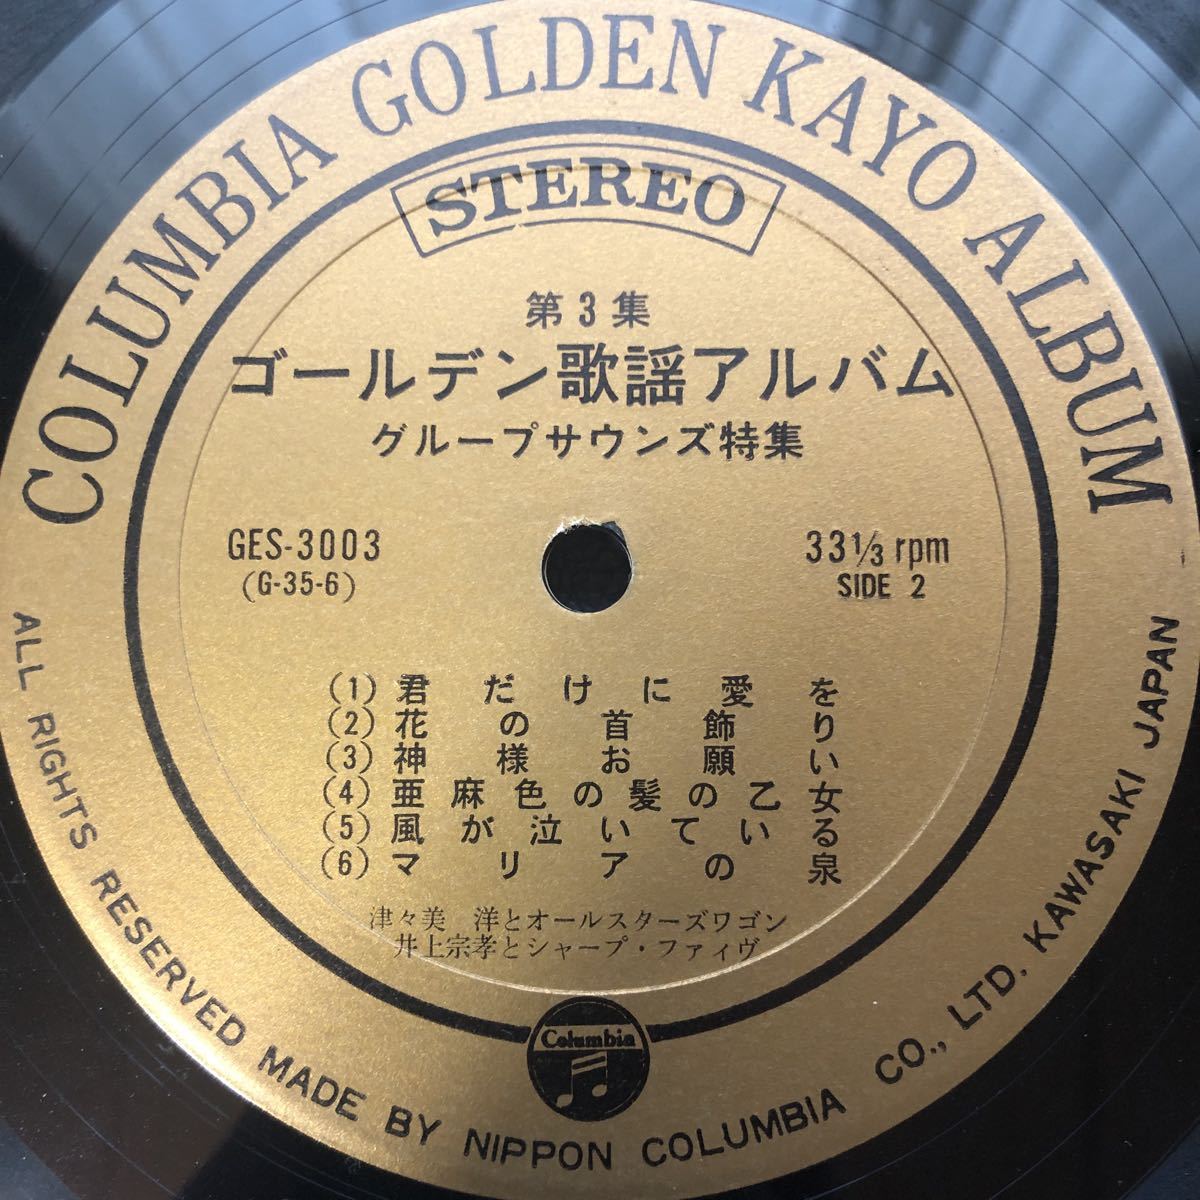 COLUMBIA GOLDEN KAYO ALBUM
STEREO
第3集
ゴールデン歌謡アルバム
グループサウンズ特集
GES-3003
(G-35-6)
33 1/3 rpm
SIDE 2
(1) 君だけに愛を
(2) 花の首飾り
(3) 神様お願い
(4) 亜麻色の髪の乙女
(5) 風が泣いている
(6) マリアの泉
津々美 洋とオールスターズワゴン
井上宗孝とシャープ・ファイヴ
Columbia
ALL RIGHTS RESERVED MADE BY NIPPON COLUMBIA CO., LTD. KAWASAKI JAPAN